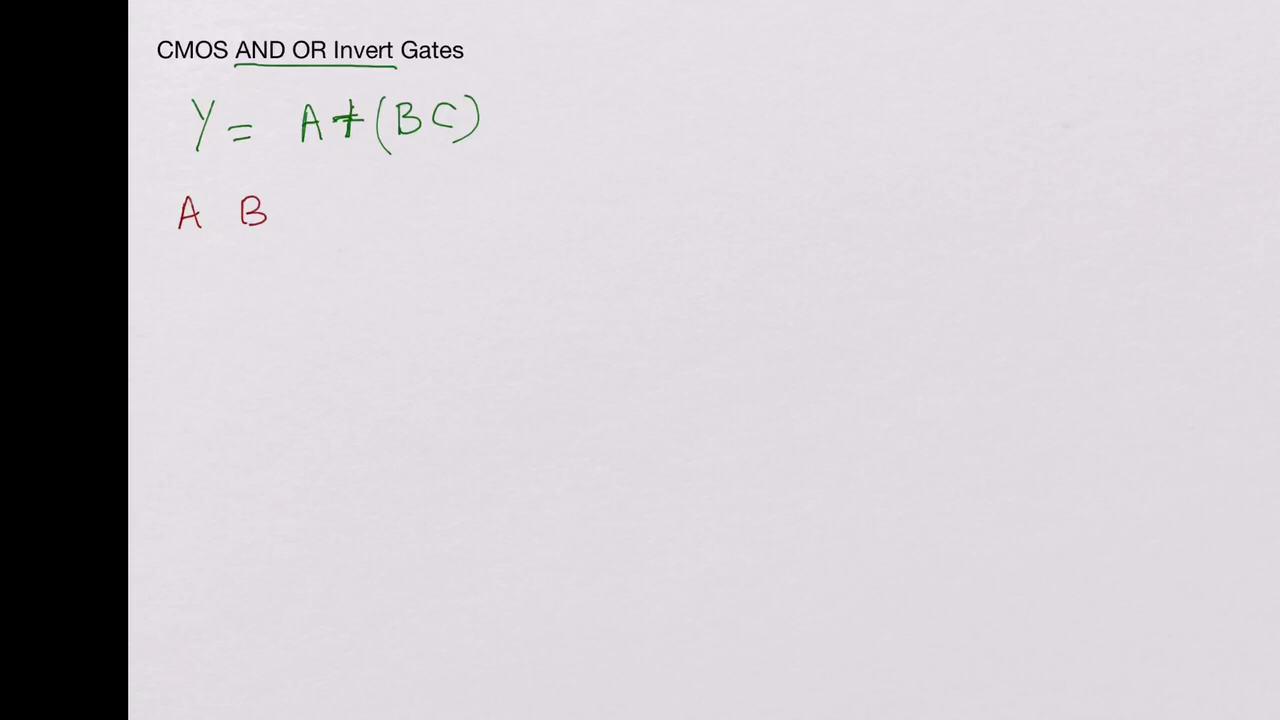 CMOS AND OR Invert Gates
Y = A + (BC)
A B